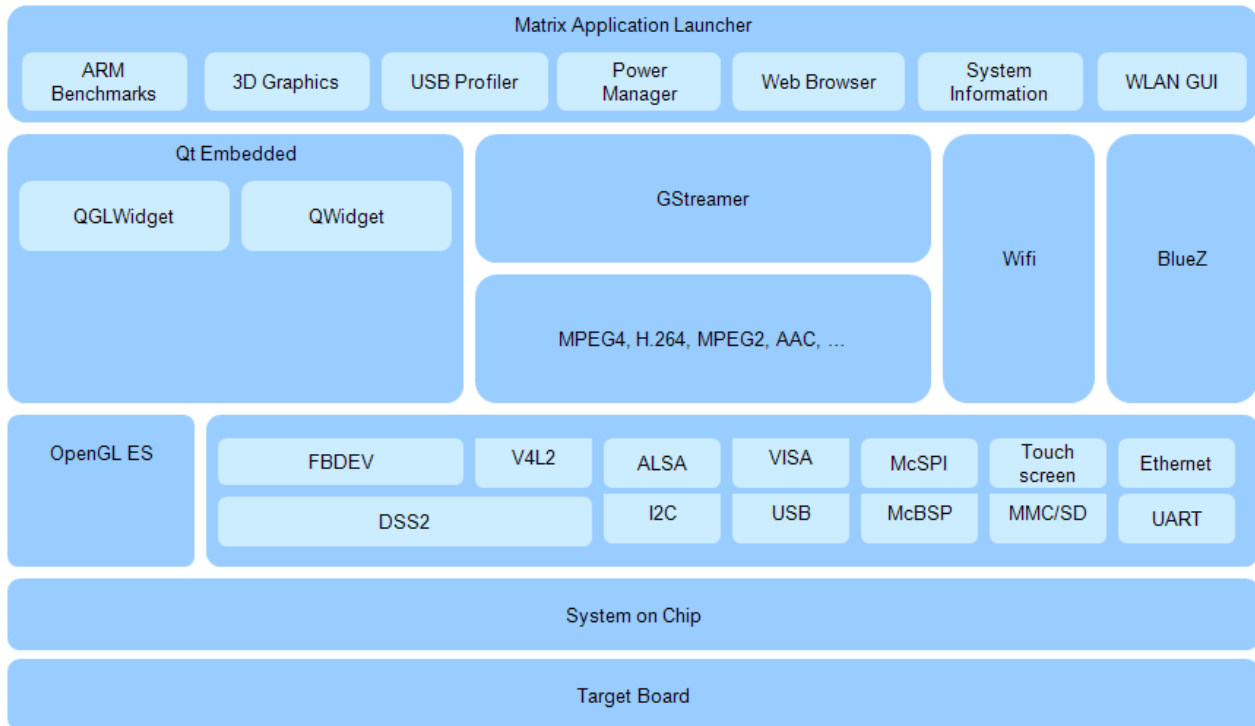 Matrix Application Launcher
ARM
Benchmarks
3D Graphics
USB Profiler
Power
Manager
Web Browser
System
Information
WLAN GUI
Qt Embedded
QGLWidget
QWidget
GStreamer
MPEG4, H.264, MPEG2, AAC, ...
Wifi
BlueZ
OpenGL ES
FBDEV
V4L2
ALSA
VISA
McSPI
Touch
screen
Ethernet
DSS2
I2C
USB
McBSP
MMC/SD
UART
System on Chip
Target Board